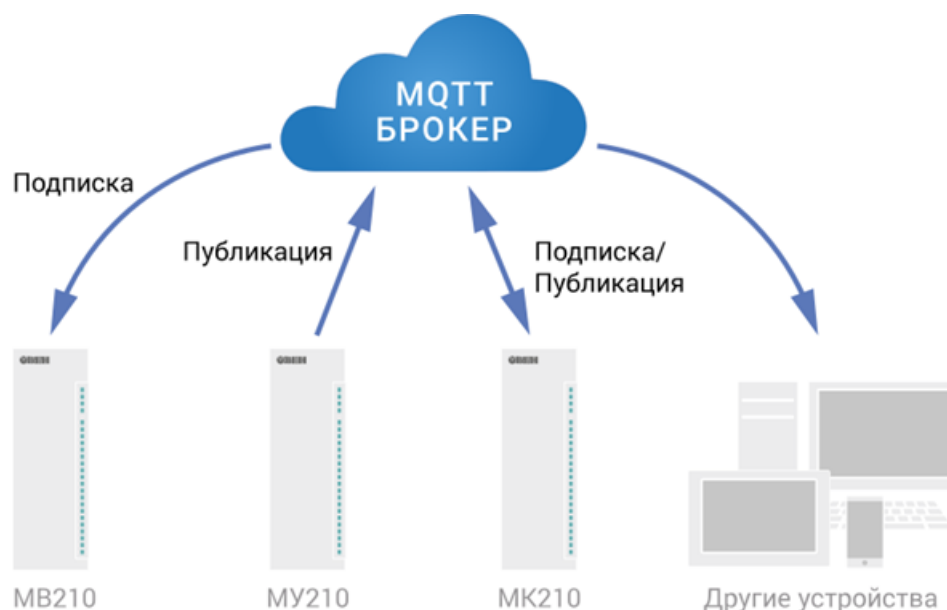 MQTT
БРОКЕР
Подписка
Публикация
Подписка/
Публикация
МВ210
МУ210
МК210
Другие устройства